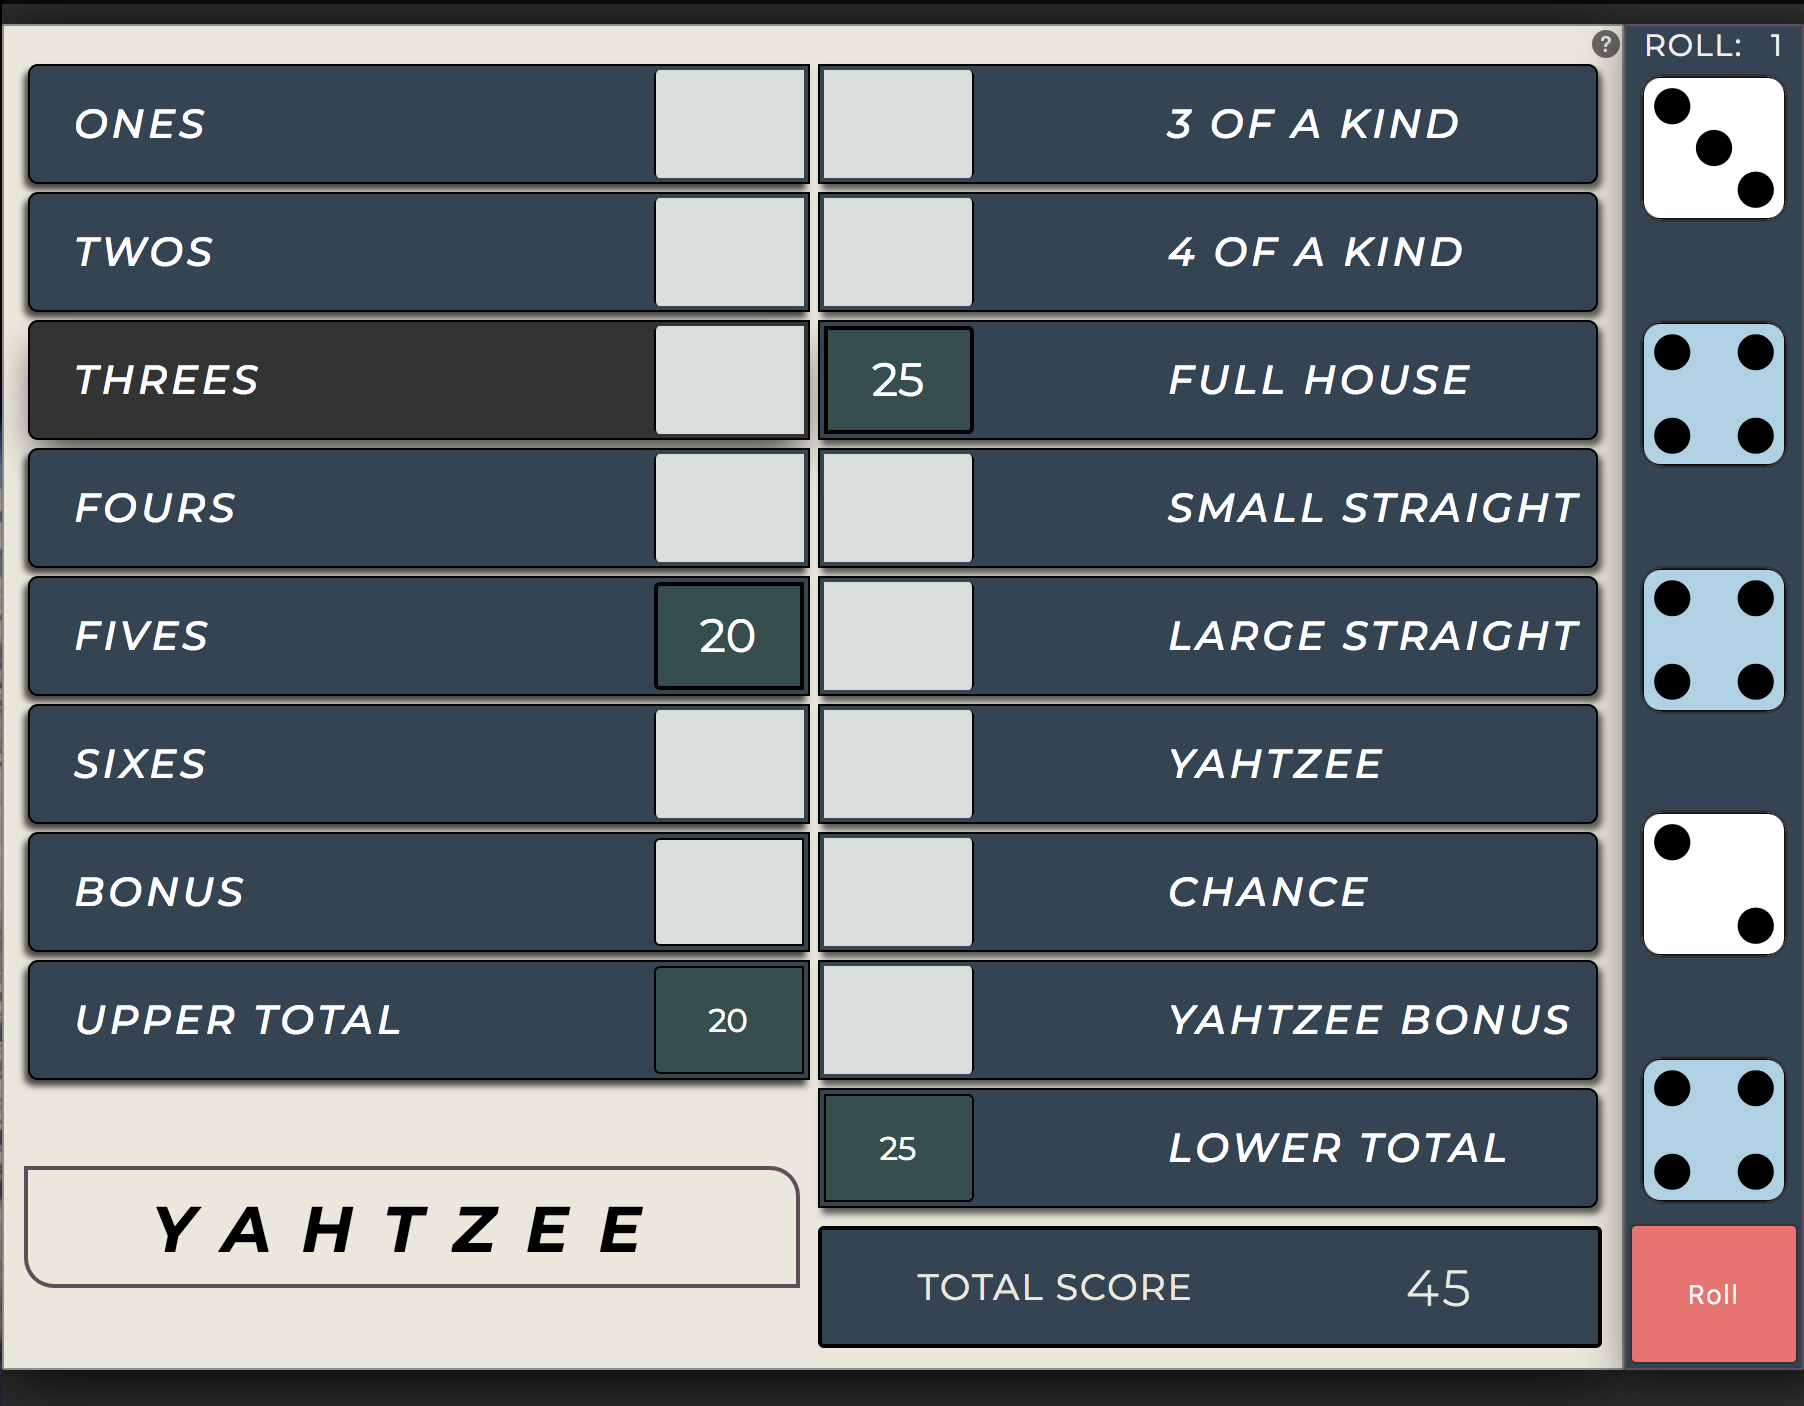 ?
ROLL: 1
ONES
3 OF A KIND
TWOS
4 OF A KIND
THREES
25 FULL HOUSE
FOURS
SMALL STRAIGHT
FIVES 20
LARGE STRAIGHT
SIXES
YAHTZEE
BONUS
CHANCE
UPPER TOTAL 20
YAHTZEE BONUS
25 LOWER TOTAL
YAHTZEE
TOTAL SCORE 45
Roll